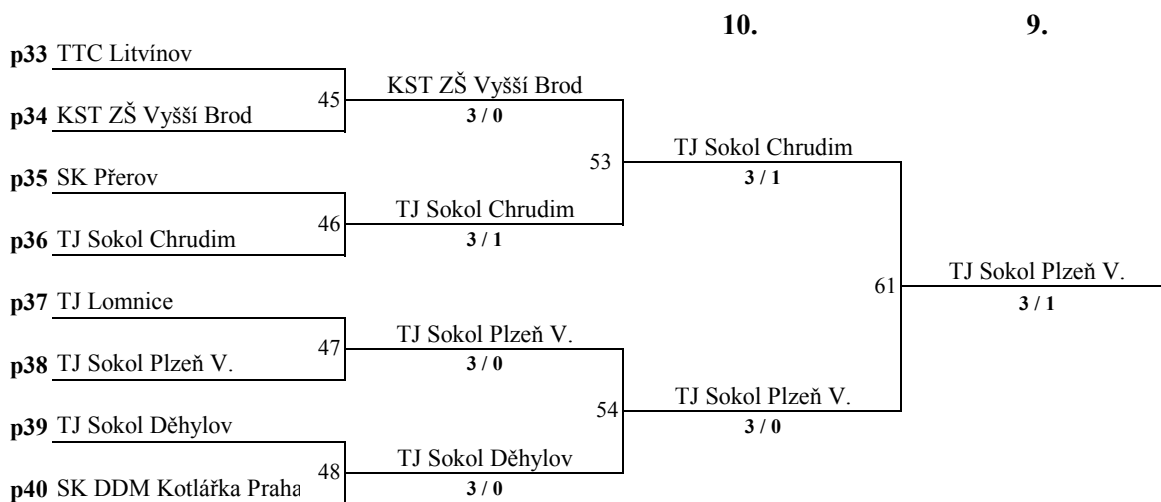 10. 9.
p33 TTC Litvínov
45 KST ZŠ Vyšší Brod
p34 KST ZŠ Vyšší Brod 3 / 0
53 TJ Sokol Chrudim
p35 SK Přerov 3 / 1
46 TJ Sokol Chrudim
p36 TJ Sokol Chrudim 3 / 1
61 TJ Sokol Plzeň V.
p37 TJ Lomnice 3 / 1
47 TJ Sokol Plzeň V.
p38 TJ Sokol Plzeň V. 3 / 0
54 TJ Sokol Plzeň V.
p39 TJ Sokol Děhylov 3 / 0
48 TJ Sokol Děhylov
p40 SK DDM Kotlářka Praha 3 / 0